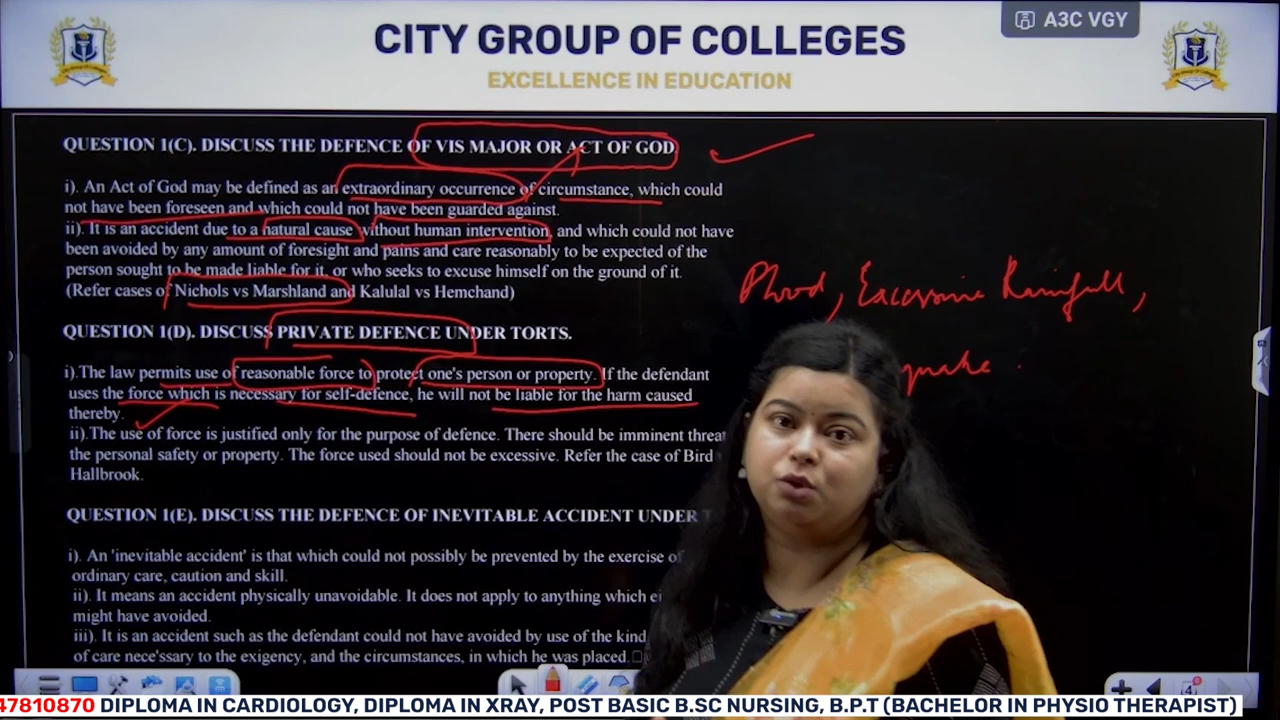 CITY GROUP OF COLLEGES
EXCELLENCE IN EDUCATION
A3C VGY
QUESTION 1(C). DISCUSS THE DEFENCE OF VIS MAJOR OR ACT OF GOD
i). An Act of God may be defined as an extraordinary occurrence of circumstance, which could
not have been foreseen and which could not have been guarded against.
ii). It is an accident due to a natural cause without human intervention, and which could not have
been avoided by any amount of foresight and pains and care reasonably to be expected of the
person sought to be made liable for it, or who seeks to excuse himself on the ground of it.
(Refer cases of Nichols vs Marshland and Kalulal vs Hemchand)
Flood, Excessive Rainfall,
quake.
QUESTION 1(D). DISCUSS PRIVATE DEFENCE UNDER TORTS.
i).The law permits use of reasonable force to protect one's person or property. If the defendant
uses the force which is necessary for self-defence, he will not be liable for the harm caused
thereby.
ii).The use of force is justified only for the purpose of defence. There should be imminent threa
the personal safety or property. The force used should not be excessive. Refer the case of Bird
Hallbrook.
QUESTION 1(E). DISCUSS THE DEFENCE OF INEVITABLE ACCIDENT UNDER T
i). An 'inevitable accident' is that which could not possibly be prevented by the exercise of
ordinary care, caution and skill.
ii). It means an accident physically unavoidable. It does not apply to anything which ei
might have avoided.
iii). It is an accident such as the defendant could not have avoided by use of the kind
of care nece'ssary to the exigency, and the circumstances, in which he was placed.
47810870 DIPLOMA IN CARDIOLOGY, DIPLOMA IN XRAY, POST BASIC B.SC NURSING, B.P.T (BACHELOR IN PHYSIO THERAPIST)